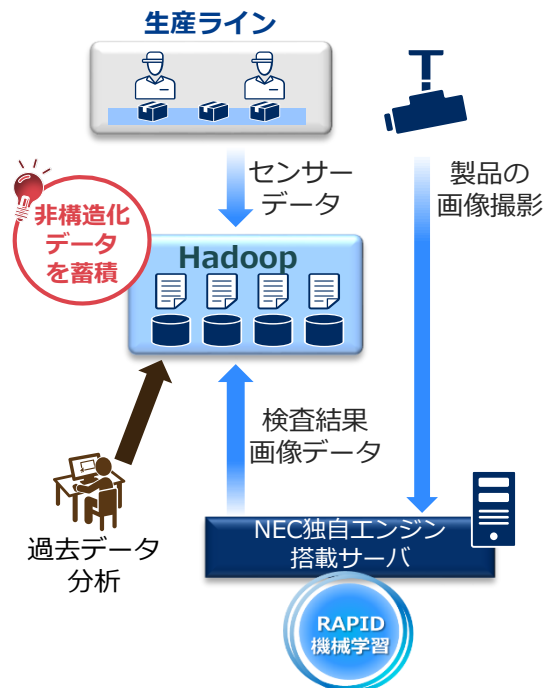 生産ライン
センサー
データ
製品の
画像撮影
非構造化
データ
を蓄積
Hadoop
検査結果
画像データ
過去データ
分析
NEC独自エンジン
搭載サーバ
RAPID
機械学習